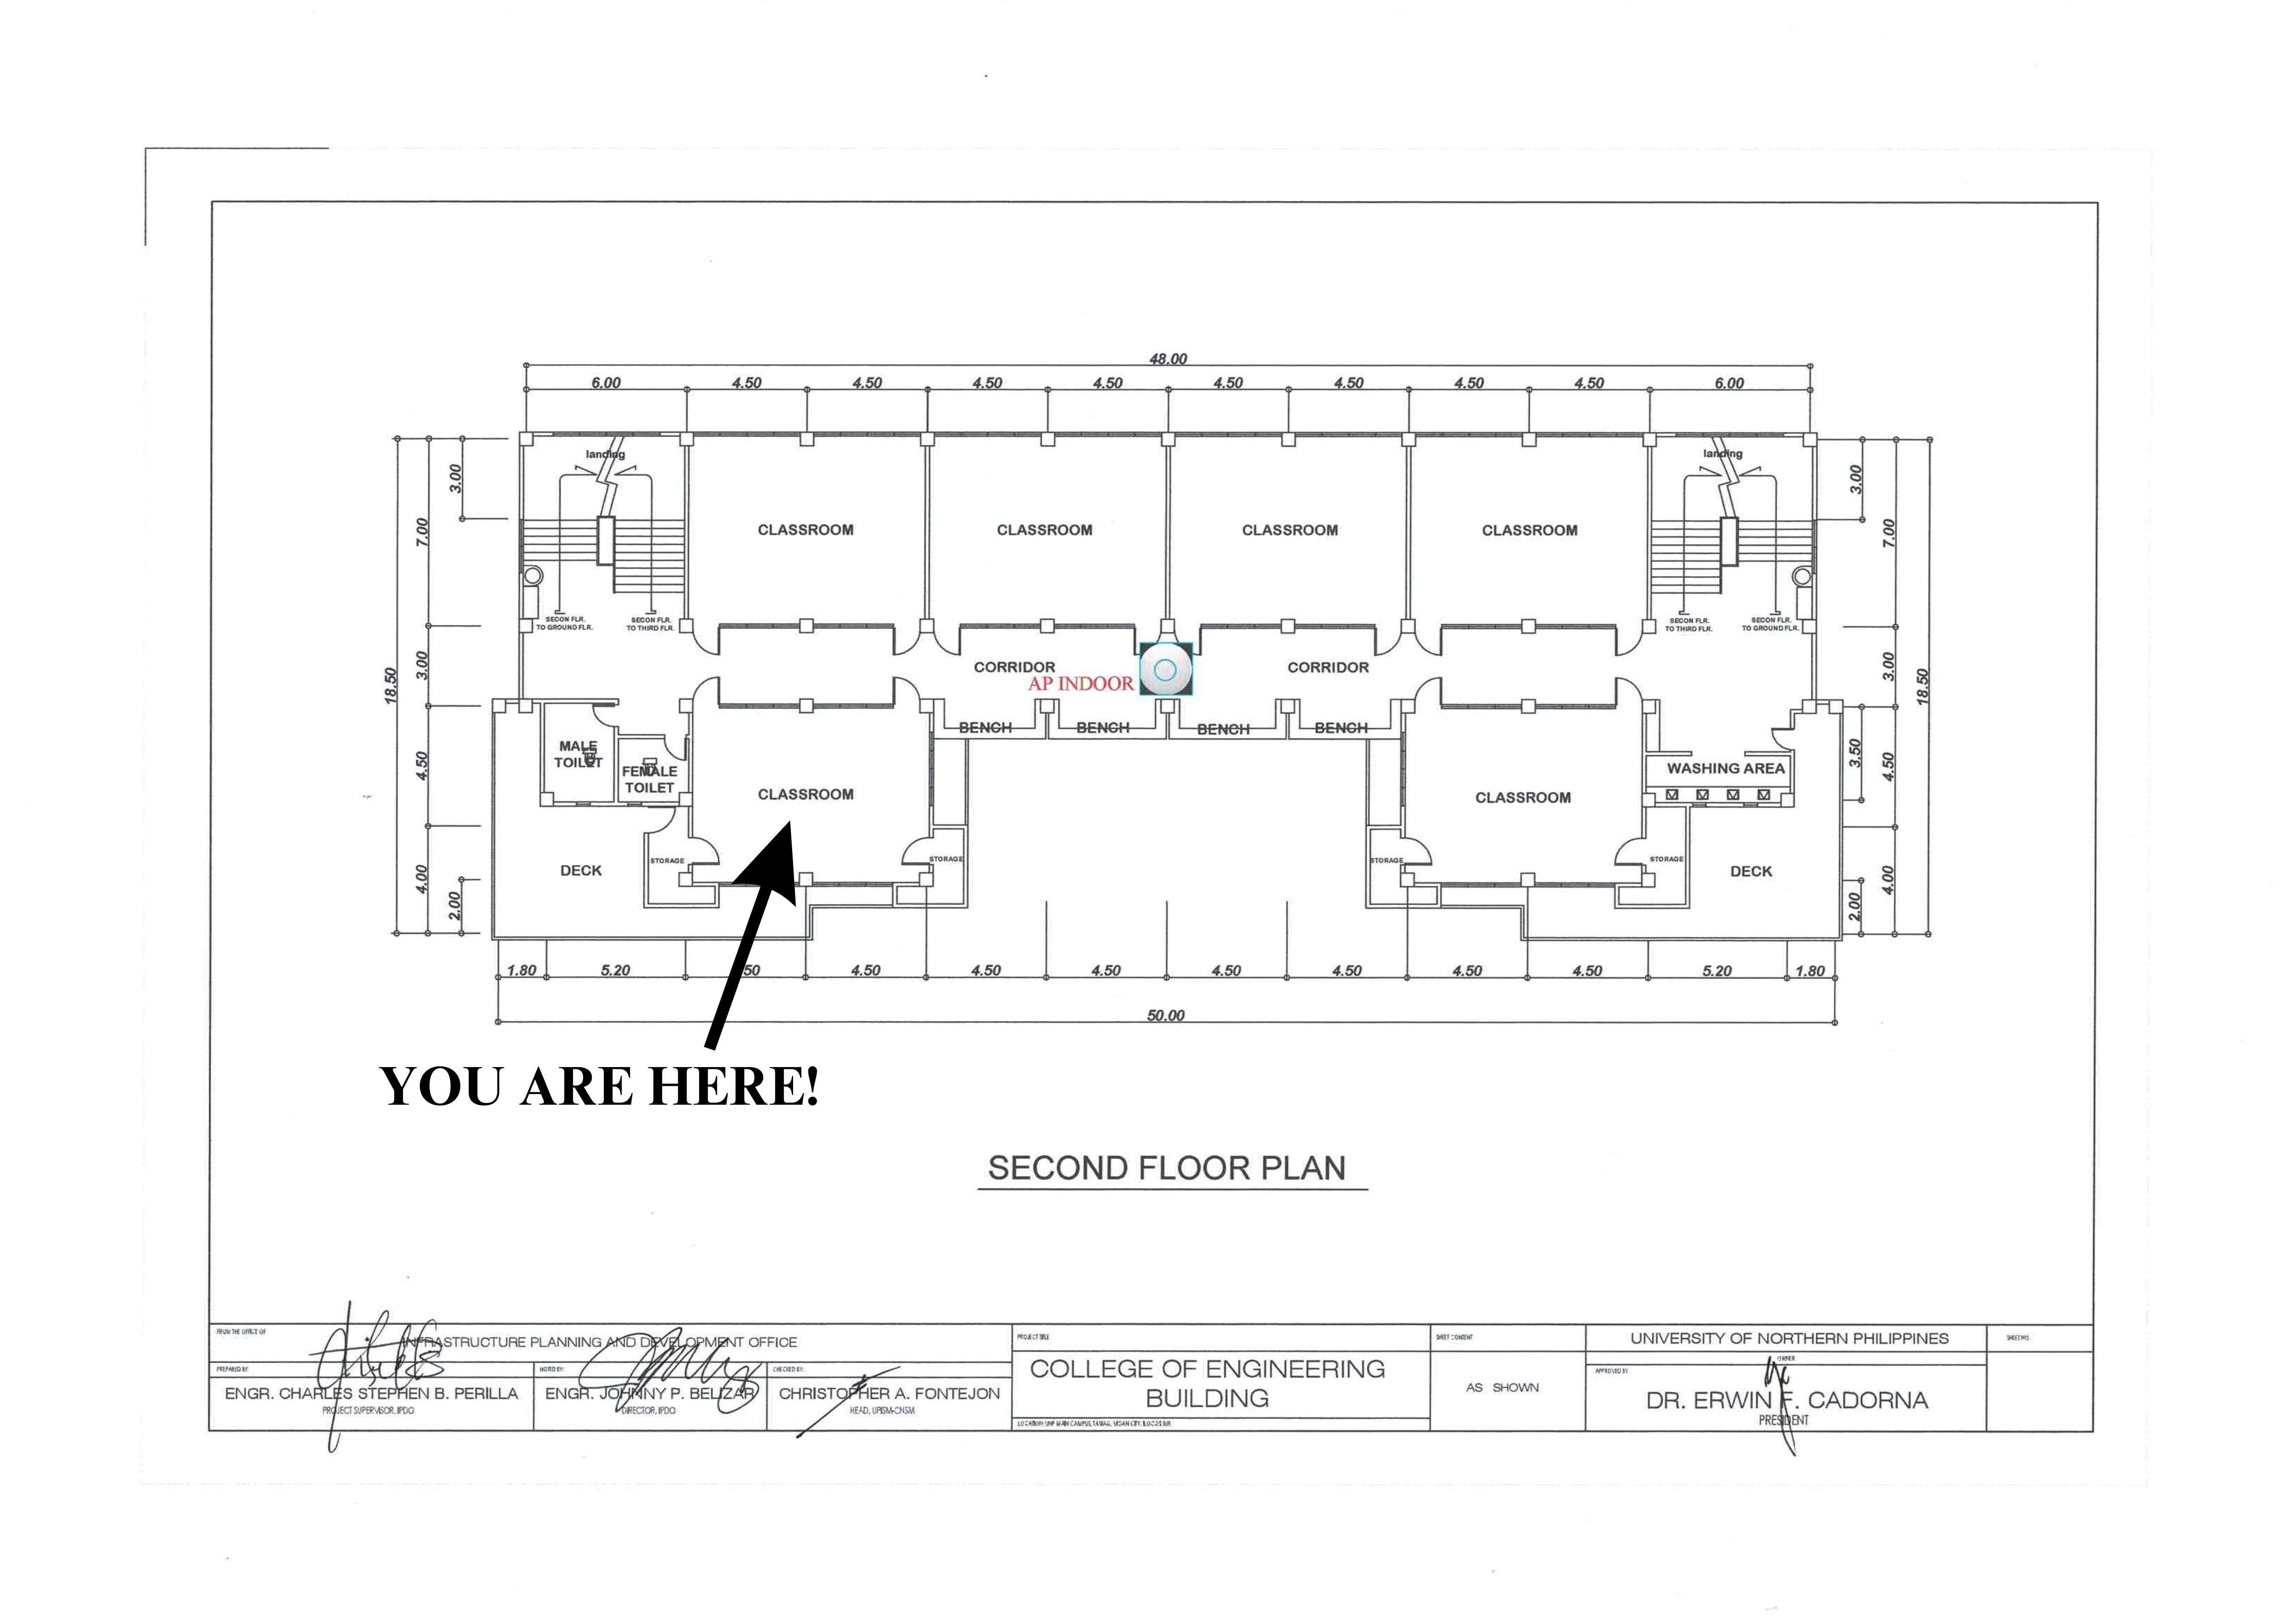 48.00
6.00 4.50 4.50 4.50 4.50 4.50 4.50 4.50 4.50 6.00
landing
landing
3.00
3.00
7.00
7.00
CLASSROOM
CLASSROOM
CLASSROOM
CLASSROOM
SECON FLR.
TO GROUND FLR.
SECON FLR.
TO THIRD FLR.
SECON FLR.
TO THIRD FLR.
SECON FLR.
TO GROUND FLR.
3.00
18.50
CORRIDOR
AP INDOOR
CORRIDOR
3.00
18.50
BENCH
BENCH
BENCH
BENCH
MALE
TOILET
FEMALE
TOILET
4.50
CLASSROOM
CLASSROOM
WASHING AREA
3.50
4.50
DECK
STORAGE
STORAGE
STORAGE
STORAGE
DECK
4.00
2.00
4.00
2.00
1.80 5.20 50 4.50 4.50 4.50 4.50 4.50 4.50 4.50 5.20 1.80
50.00
YOU ARE HERE!
SECOND FLOOR PLAN
FROM THE OFFICE OF
INFRASTRUCTURE PLANNING AND DEVELOPMENT OFFICE
PREPARED BY
ENGR. CHARLES STEPHEN B. PERILLA
PROJECT SUPERVISOR, IPDO
NOTED BY:
ENGR. JOHNNY P. BELIZAR
DIRECTOR, IPDO
CHECKED BY:
CHRISTOPHER A. FONTEJON
HEAD, UPISM-CNSM
PROJECT TITLE
COLLEGE OF ENGINEERING
BUILDING
LOCATION: UNP MAIN CAMPUS, TAMAG, VIGAN CITY, ILOCOS SUR
SHEET CONTENT
AS SHOWN
UNIVERSITY OF NORTHERN PHILIPPINES
OWNER
APPROVED BY
DR. ERWIN F. CADORNA
PRESIDENT
SHEET NO.